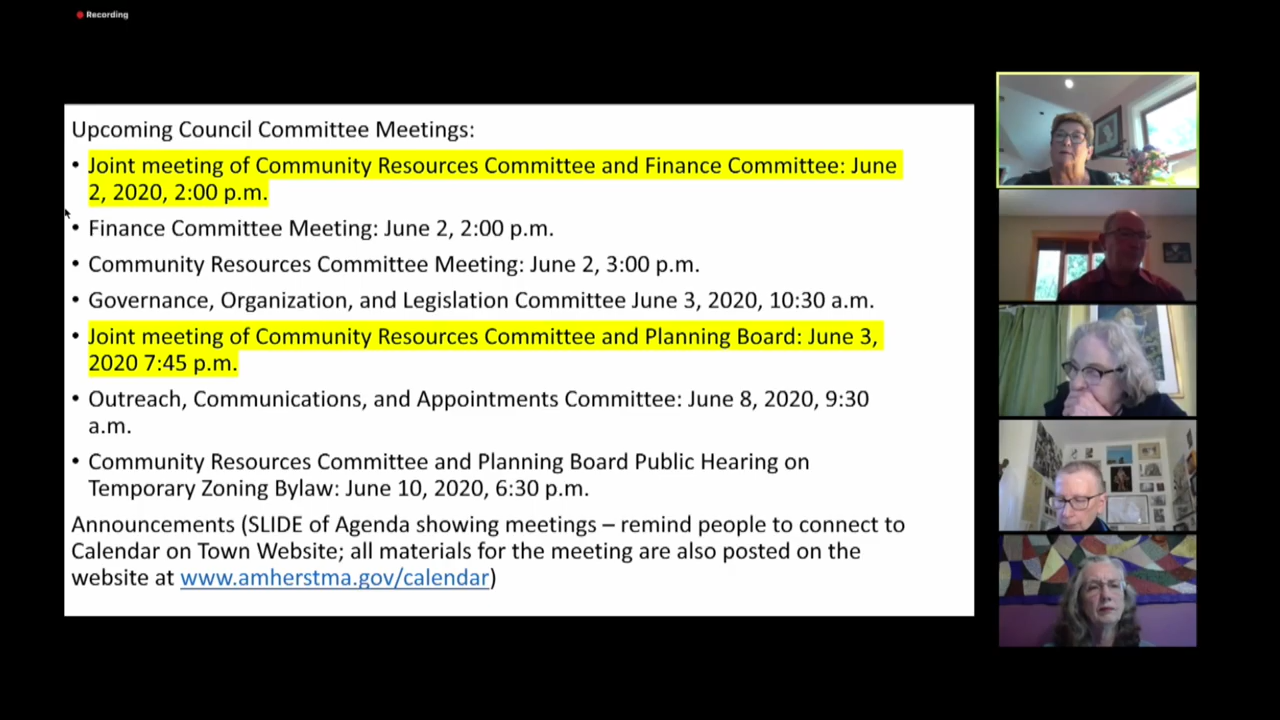 Recording
Upcoming Council Committee Meetings:
• Joint meeting of Community Resources Committee and Finance Committee: June
2, 2020, 2:00 p.m.
• Finance Committee Meeting: June 2, 2:00 p.m.
• Community Resources Committee Meeting: June 2, 3:00 p.m.
• Governance, Organization, and Legislation Committee June 3, 2020, 10:30 a.m.
• Joint meeting of Community Resources Committee and Planning Board: June 3,
2020 7:45 p.m.
• Outreach, Communications, and Appointments Committee: June 8, 2020, 9:30
a.m.
• Community Resources Committee and Planning Board Public Hearing on
Temporary Zoning Bylaw: June 10, 2020, 6:30 p.m.
Announcements (SLIDE of Agenda showing meetings – remind people to connect to
Calendar on Town Website; all materials for the meeting are also posted on the
website at www.amherstma.gov/calendar)